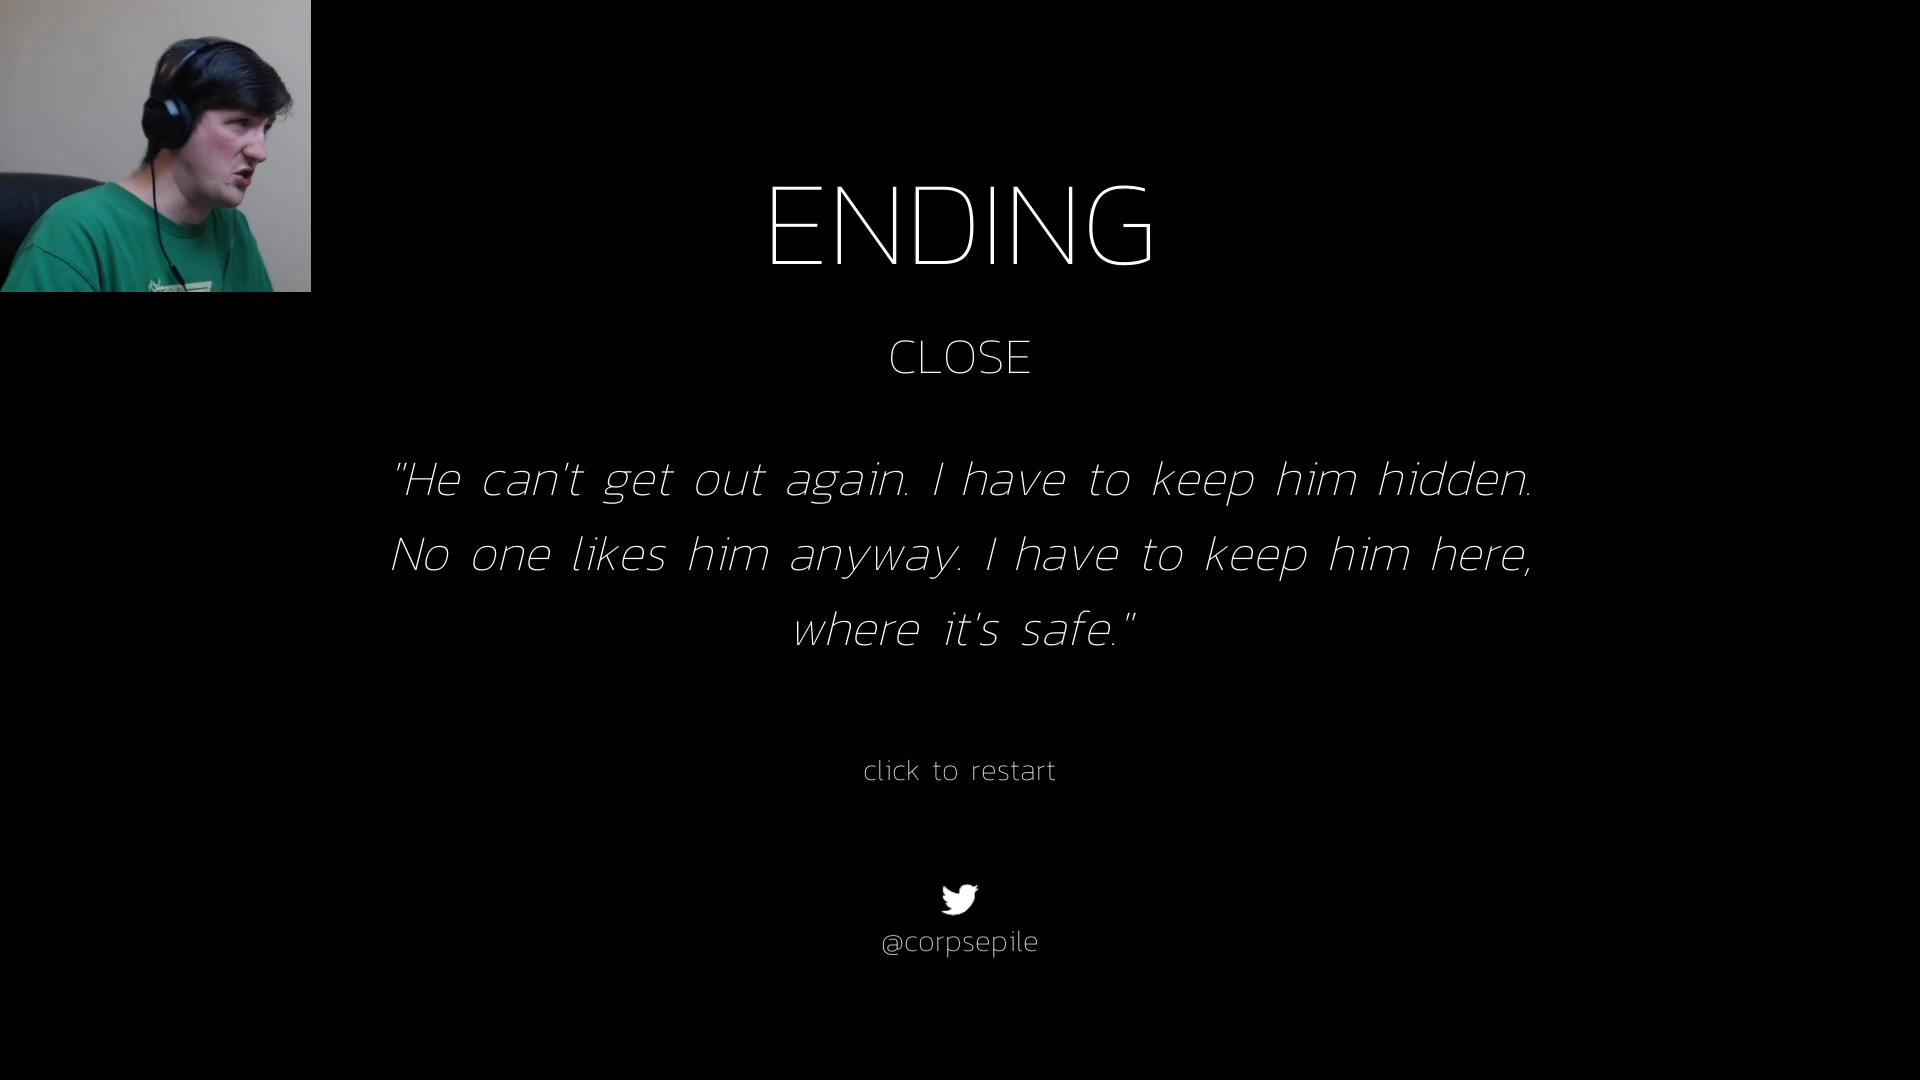 ENDING
CLOSE
"He can't get out again. I have to keep him hidden.
No one likes him anyway. I have to keep him here,
where it's safe."
click to restart
@corpsepile